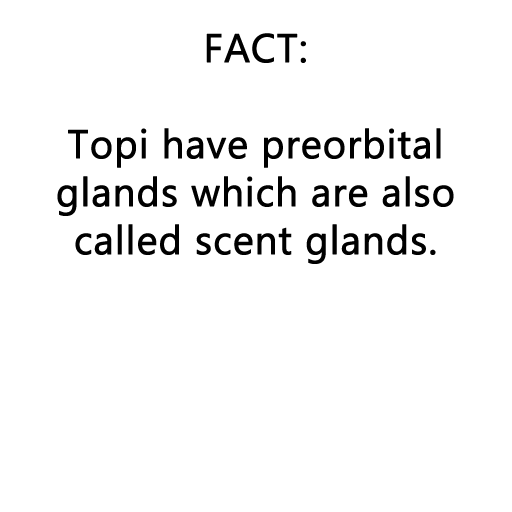 FACT:
Topi have preorbital
glands which are also
called scent glands.